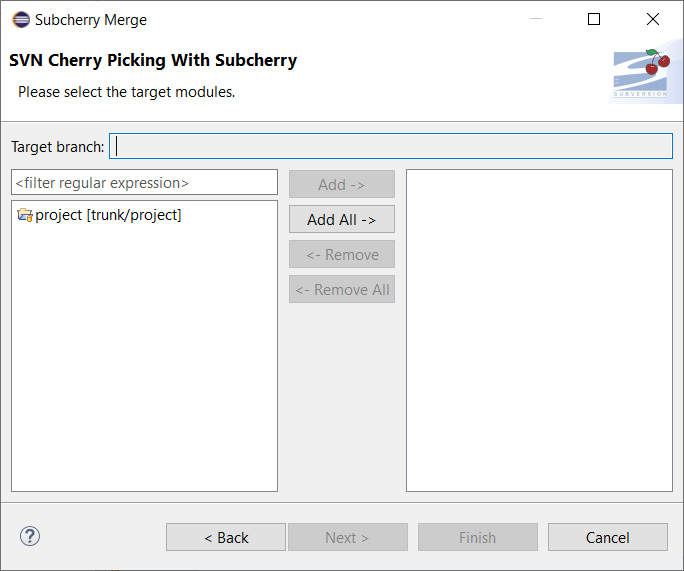 Subcherry Merge
SVN Cherry Picking With Subcherry
Please select the target modules.
SUBVERSION
Target branch:
<filter regular expression>
project [trunk/project]
Add ->
Add All ->
<- Remove
<- Remove All
?
< Back
Next >
Finish
Cancel